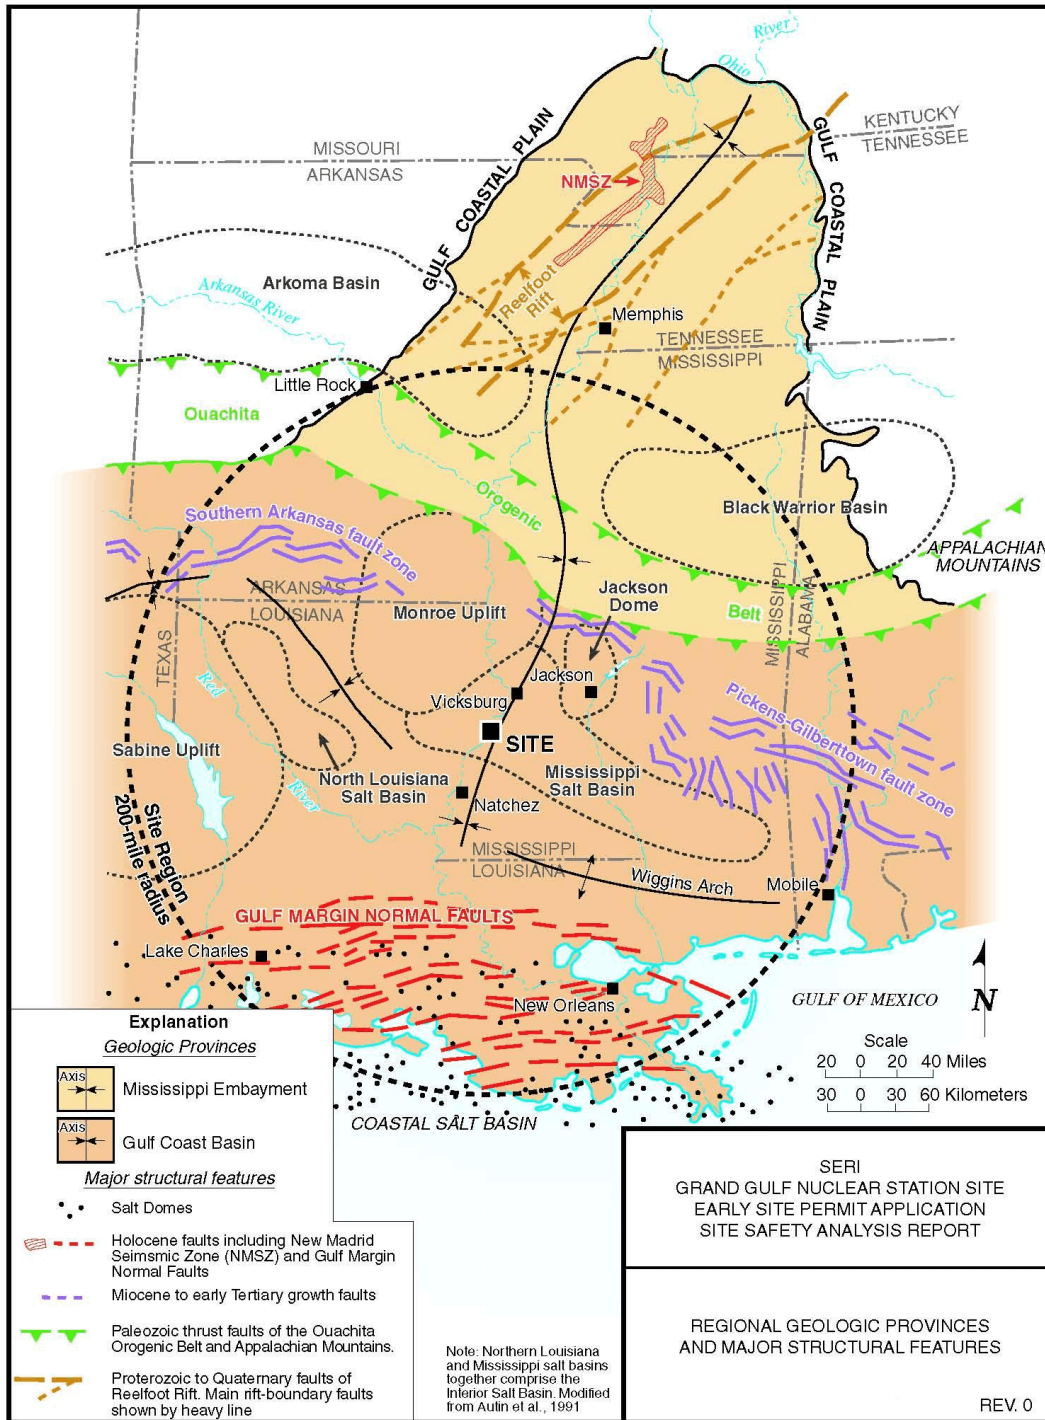 River
Ohio
KENTUCKY
TENNESSEE
MISSOURI
ARKANSAS
GULF COASTAL PLAIN
GULF COASTAL PLAIN
NMSZ
Arkoma Basin
Arkansas River
Reelfoot
Rift
Memphis
TENNESSEE
MISSISSIPPI
Little Rock
Ouachita
Orogenic
Belt
Black Warrior Basin
APPALACHIAN
MOUNTAINS
Southern Arkansas fault zone
ARKANSAS
LOUISIANA
Monroe Uplift
Jackson
Dome
MISSISSIPPI
ALABAMA
TEXAS
Red
River
Jackson
Vicksburg
SITE
Pickens-Gilberttown fault zone
Sabine Uplift
North Louisiana
Salt Basin
Mississippi
Salt Basin
Natchez
Site Region
200-mile radius
MISSISSIPPI
LOUISIANA
Wiggins Arch
Mobile
GULF MARGIN NORMAL FAULTS
Lake Charles
New Orleans
GULF OF MEXICO
N
Scale
20 0 20 40 Miles
30 0 30 60 Kilometers
COASTAL SALT BASIN
Explanation
Geologic Provinces
Axis
Mississippi Embayment
Axis
Gulf Coast Basin
Major structural features
Salt Domes
Holocene faults including New Madrid
Seimsmic Zone (NMSZ) and Gulf Margin
Normal Faults
Miocene to early Tertiary growth faults
Paleozoic thrust faults of the Ouachita
Orogenic Belt and Appalachian Mountains.
Proterozoic to Quaternary faults of
Reelfoot Rift. Main rift-boundary faults
shown by heavy line
Note: Northern Louisiana
and Mississippi salt basins
together comprise the
Interior Salt Basin. Modified
from Autin et al., 1991
SERI
GRAND GULF NUCLEAR STATION SITE
EARLY SITE PERMIT APPLICATION
SITE SAFETY ANALYSIS REPORT
REGIONAL GEOLOGIC PROVINCES
AND MAJOR STRUCTURAL FEATURES
REV. 0